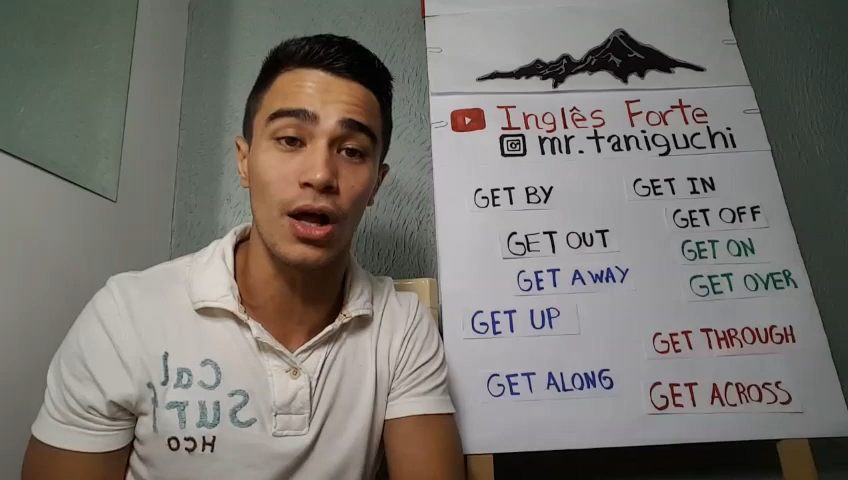 Inglês Forte
mr.taniguchi
GET BY
GET IN
GET OFF
GET OUT
GET ON
GET AWAY
GET OVER
GET UP
GET THROUGH
GET ALONG
GET ACROSS
Cal
Surf
HCO